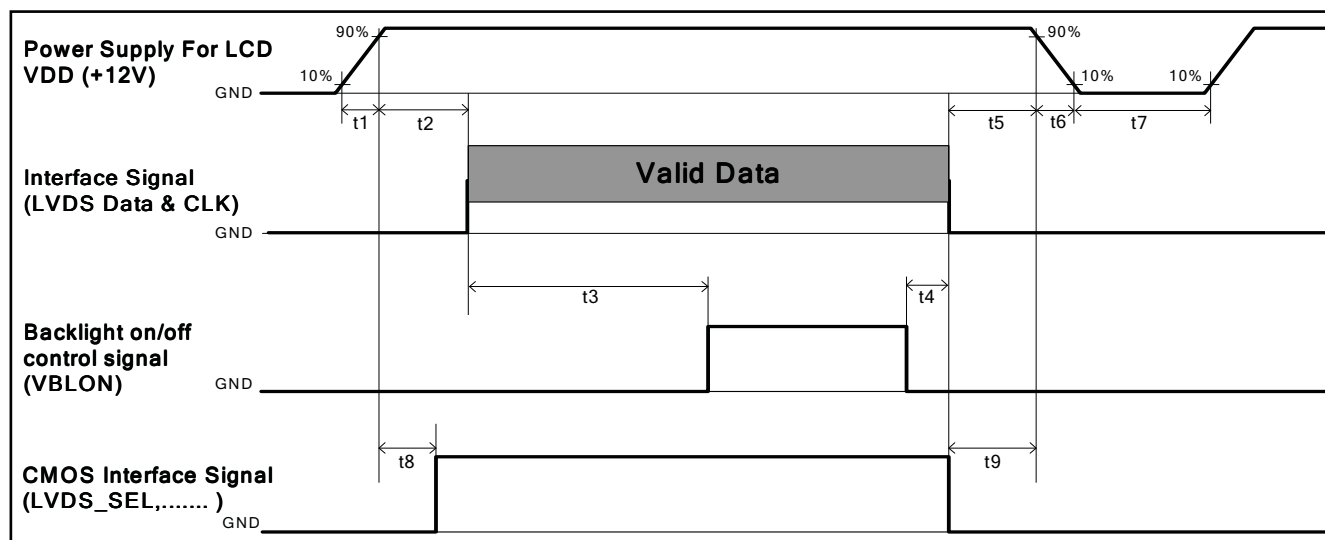 Power Supply For LCD
VDD (+12V)
90%
10%
GND
t1
t2
90%
10%
10%
t5
t6
t7
Interface Signal
(LVDS Data & CLK)
Valid Data
GND
t3
t4
Backlight on/off
control signal
(VBLON)
GND
t8
t9
CMOS Interface Signal
(LVDS_SEL,....... )
GND